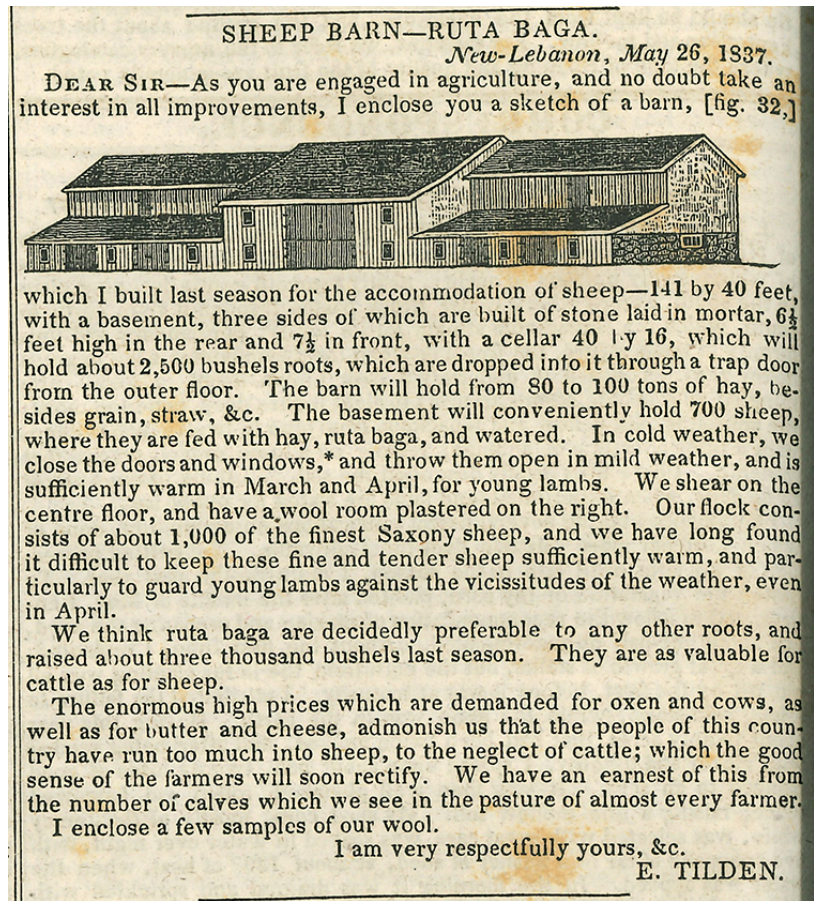 SHEEP BARN—RUTA BAGA.
New-Lebanon, May 26, 1837.
DEAR SIR—As you are engaged in agriculture, and no doubt take an
interest in all improvements, I enclose you a sketch of a barn, [fig. 32,]
which I built last season for the accommodation of sheep—141 by 40 feet,
with a basement, three sides of which are built of stone laid in mortar, 6½
feet high in the rear and 7½ in front, with a cellar 40 by 16, which will
hold about 2,500 bushels roots, which are dropped into it through a trap door
from the outer floor. The barn will hold from 80 to 100 tons of hay, be-
sides grain, straw, &c. The basement will conveniently hold 700 sheep,
where they are fed with hay, ruta baga, and watered. In cold weather, we
close the doors and windows,* and throw them open in mild weather, and is
sufficiently warm in March and April, for young lambs. We shear on the
centre floor, and have a wool room plastered on the right. Our flock con-
sists of about 1,000 of the finest Saxony sheep, and we have long found
it difficult to keep these fine and tender sheep sufficiently warm, and par-
ticularly to guard young lambs against the vicissitudes of the weather, even
in April.
We think ruta baga are decidedly preferable to any other roots, and
raised about three thousand bushels last season. They are as valuable for
cattle as for sheep.
The enormous high prices which are demanded for oxen and cows, as
well as for butter and cheese, admonish us that the people of this coun-
try have run too much into sheep, to the neglect of cattle; which the good
sense of the farmers will soon rectify. We have an earnest of this from
the number of calves which we see in the pasture of almost every farmer.
I enclose a few samples of our wool.
I am very respectfully yours, &c.
E. TILDEN.